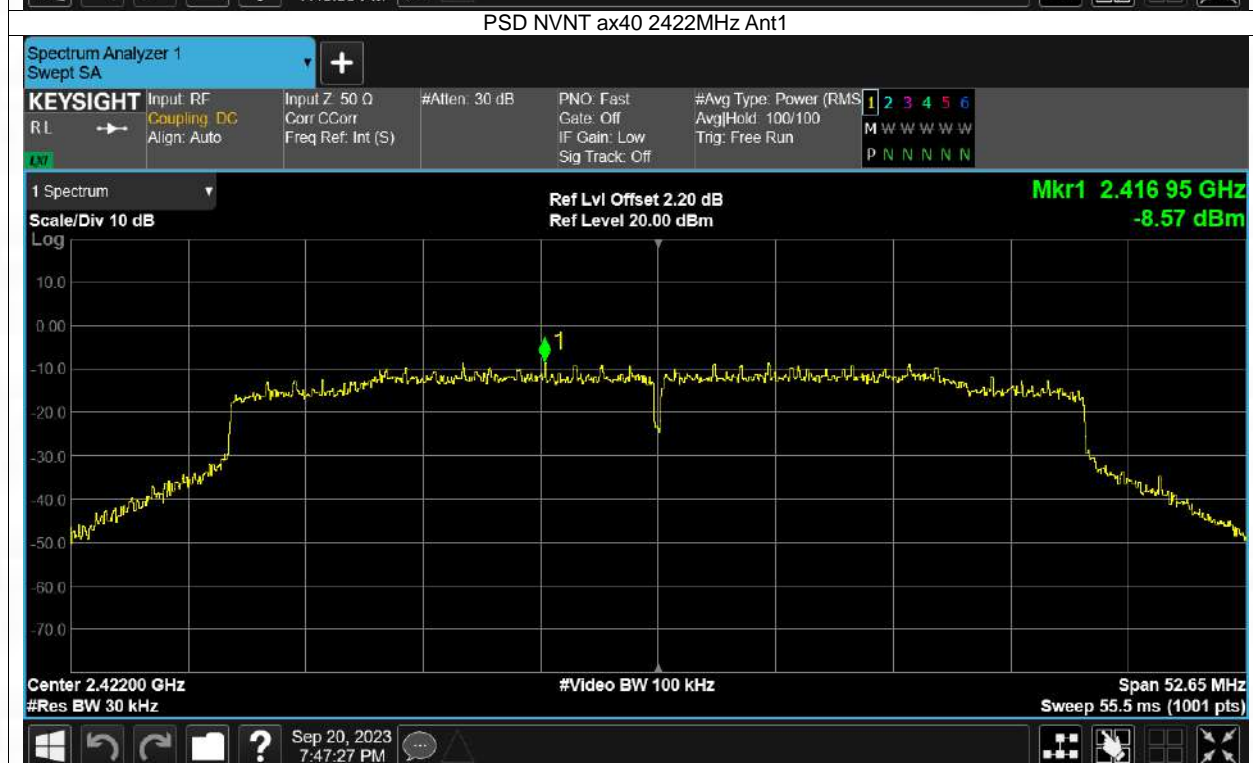 PSD NVNT ax40 2422MHz Ant1
Spectrum Analyzer 1
Swept SA
+
KEYSIGHT
RL
LXI
Input: RF
Coupling: DC
Align: Auto
Input Z: 50 Ω
Corr CCorr
Freq Ref: Int (S)
#Atten: 30 dB
PNO: Fast
Gate: Off
IF Gain: Low
Sig Track: Off
#Avg Type: Power (RMS
Avg|Hold: 100/100
Trig: Free Run
1 2 3 4 5 6
M W W W W W
P N N N N N
1 Spectrum
Scale/Div 10 dB
Log
Ref Lvl Offset 2.20 dB
Ref Level 20.00 dBm
Mkr1 2.416 95 GHz
-8.57 dBm
10.0
0.00
-10.0
-20.0
-30.0
-40.0
-50.0
-60.0
-70.0
1
Center 2.42200 GHz
#Res BW 30 kHz
#Video BW 100 kHz
Span 52.65 MHz
Sweep 55.5 ms (1001 pts)
?
Sep 20, 2023
7:47:27 PM